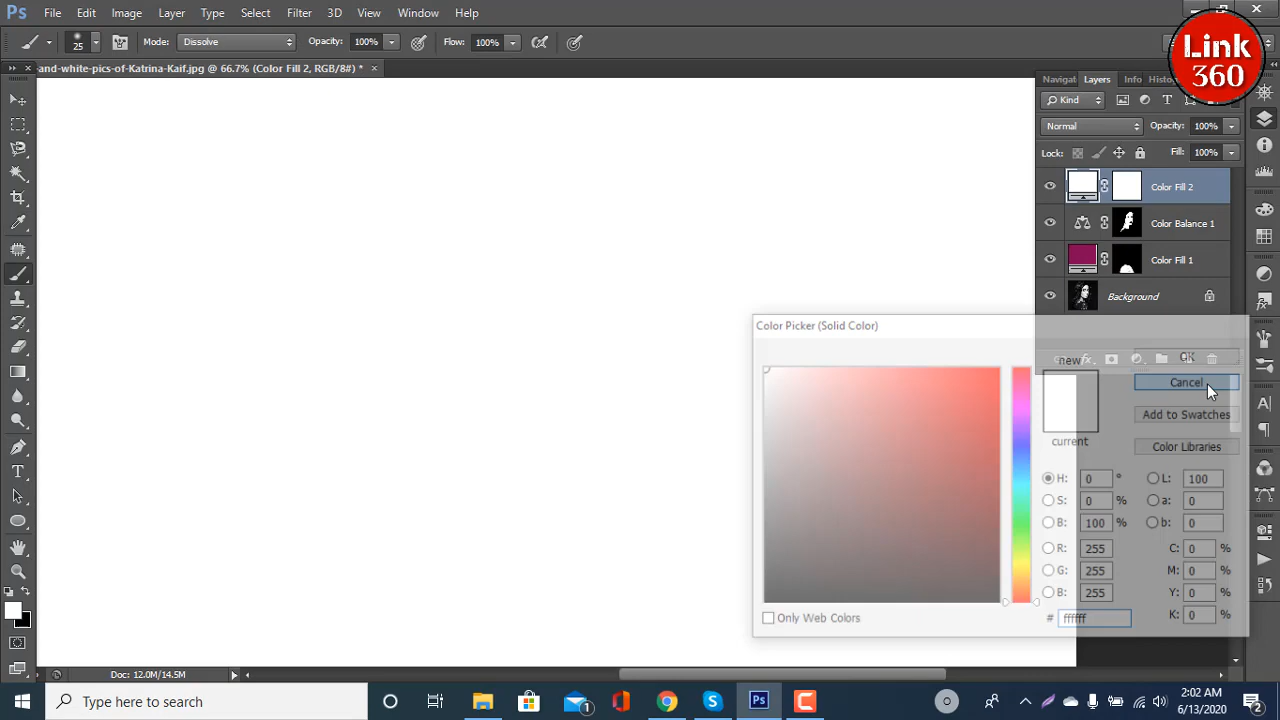 Ps File Edit Image Layer Type Select Filter 3D View Window Help
Link
360
25 Mode: Dissolve Opacity: 100% Flow: 100%
-and-white-pics-of-Katrina-Kaif.jpg @ 66.7% (Color Fill 2, RGB/8#) * ×
Navigat Layers Info Histog
Kind
Normal Opacity: 100%
Lock: Fill: 100%
Color Fill 2
Color Balance 1
Color Fill 1
Background
Color Picker (Solid Color)
new
OK
Cancel
Add to Swatches
current
Color Libraries
H: 0 ° L: 100
S: 0 % a: 0
B: 100 % b: 0
R: 255 C: 0 %
G: 255 M: 0 %
B: 255 Y: 0 %
# ffffff K: 0 %
Only Web Colors
Doc: 12.0M/14.5M
Type here to search
1
S
Ps
2:02 AM
6/13/2020
2